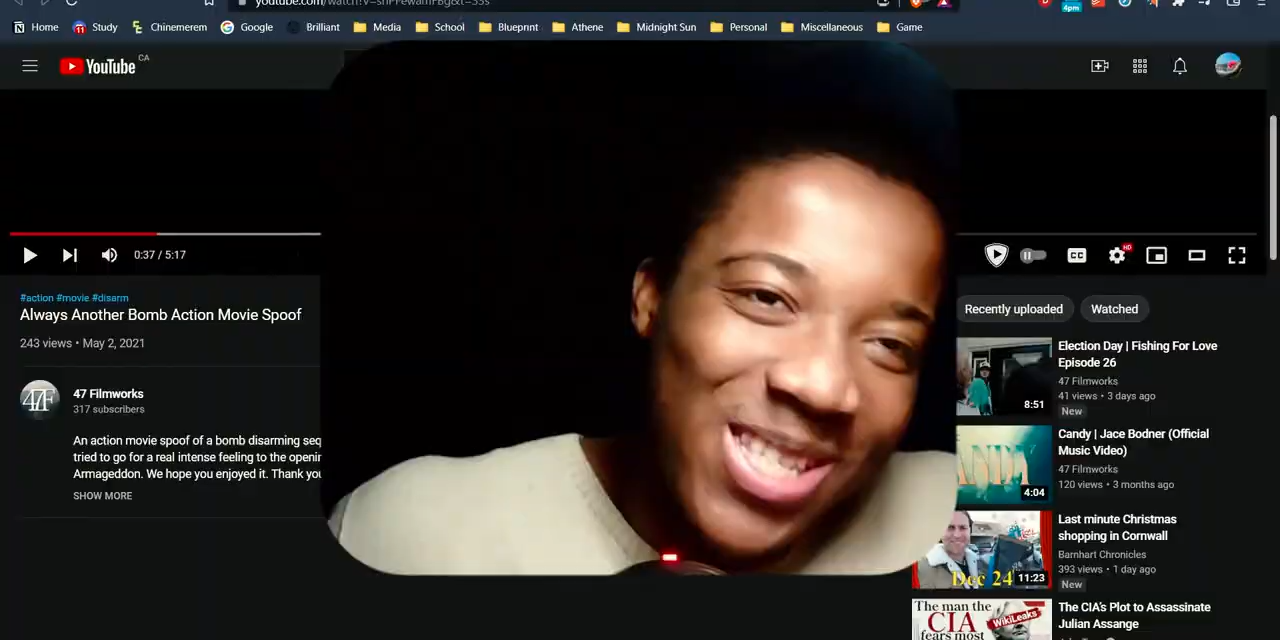 Home
Study
Chinemerem
Google
Brilliant
Media
School
Blueprint
Athene
Midnight Sun
Personal
Miscellaneous
Game
4pm
YouTube CA
0:37 / 5:17
HD
#action #movie #disarm
Always Another Bomb Action Movie Spoof
243 views • May 2, 2021
47F
47 Filmworks
317 subscribers
An action movie spoof of a bomb disarming
tried to go for a real intense feeling to the
Armageddon. We hope you enjoyed it. Thank
SHOW MORE
Recently uploaded
Watched
Election Day | Fishing For Love
Episode 26
47 Filmworks
41 views • 3 days ago
New
8:51
Candy | Jace Bodner (Official
Music Video)
47 Filmworks
120 views • 3 months ago
4:04
Last minute Christmas
shopping in Cornwall
Barnhart Chronicles
393 views • 1 day ago
New
Dec 24
11:23
The CIA's Plot to Assassinate
Julian Assange
The man the
CIA
fears most
WikiLeaks